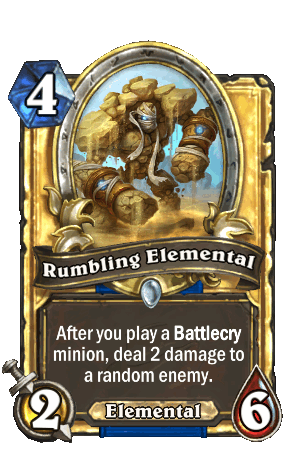 4
Rumbling Elemental
After you play a Battlecry
minion, deal 2 damage to
a random enemy.
2
Elemental
6